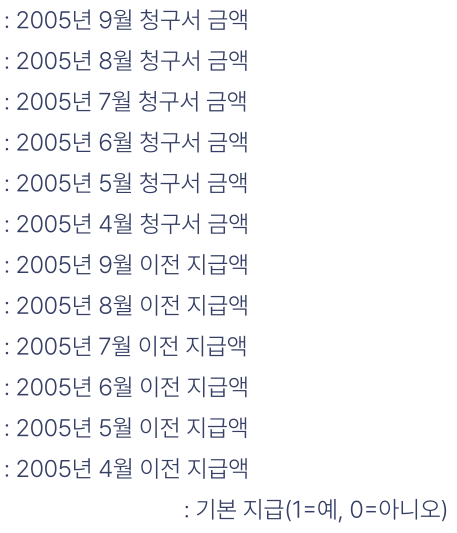 : 2005년 9월 청구서 금액
: 2005년 8월 청구서 금액
: 2005년 7월 청구서 금액
: 2005년 6월 청구서 금액
: 2005년 5월 청구서 금액
: 2005년 4월 청구서 금액
: 2005년 9월 이전 지급액
: 2005년 8월 이전 지급액
: 2005년 7월 이전 지급액
: 2005년 6월 이전 지급액
: 2005년 5월 이전 지급액
: 2005년 4월 이전 지급액
: 기본 지급(1=예, 0=아니오)